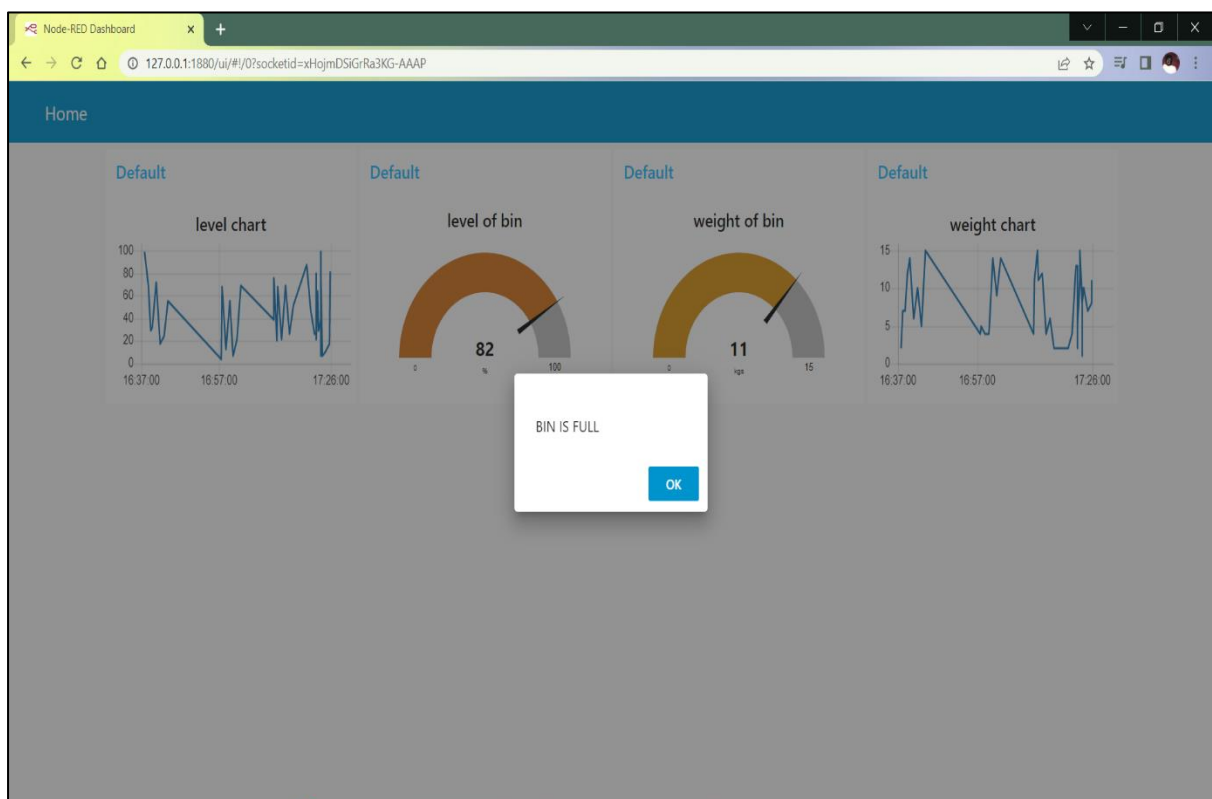 Node-RED Dashboard
127.0.0.1:1880/ui/#!/0?socketid=xHojmDSiGrRa3KG-AAAP
Home
Default
level chart
100
80
60
40
20
0
16:37:00 16:57:00 17:26:00
Default
level of bin
82
0 % 100
Default
weight of bin
11
0 kgs 15
Default
weight chart
15
10
5
0
16:37:00 16:57:00 17:26:00
BIN IS FULL
OK